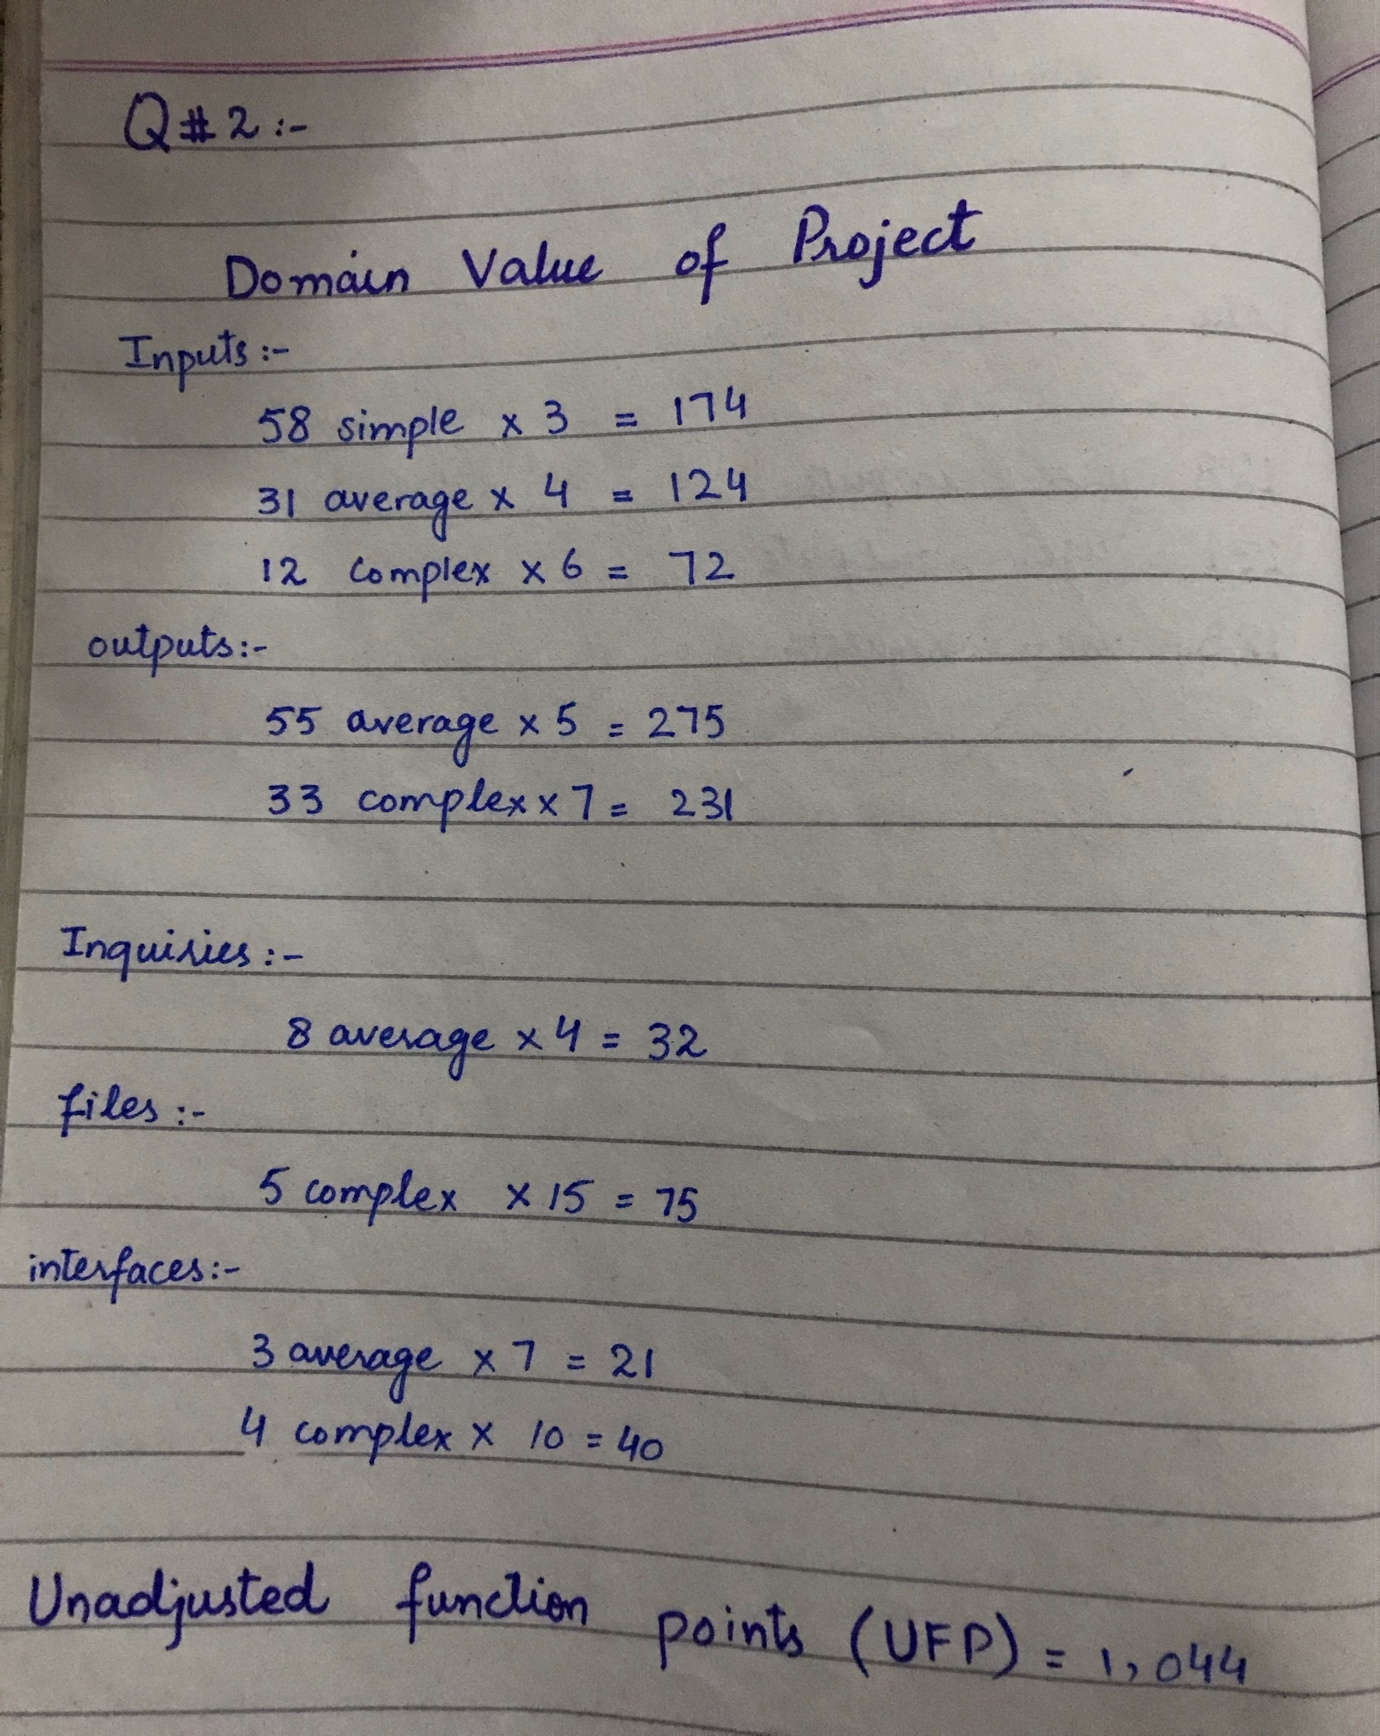 Q#2:-
Domain Value of Project
Inputs:-
58 simple x 3 = 174
31 average x 4 = 124
12 complex x 6 = 72
outputs:-
55 average x 5 = 275
33 complex x 7 = 231
Inquiries:-
8 average x 4 = 32
files:-
5 complex x 15 = 75
interfaces:-
3 average x 7 = 21
4 complex x 10 = 40
Unadjusted function points (UFP) = 1,044